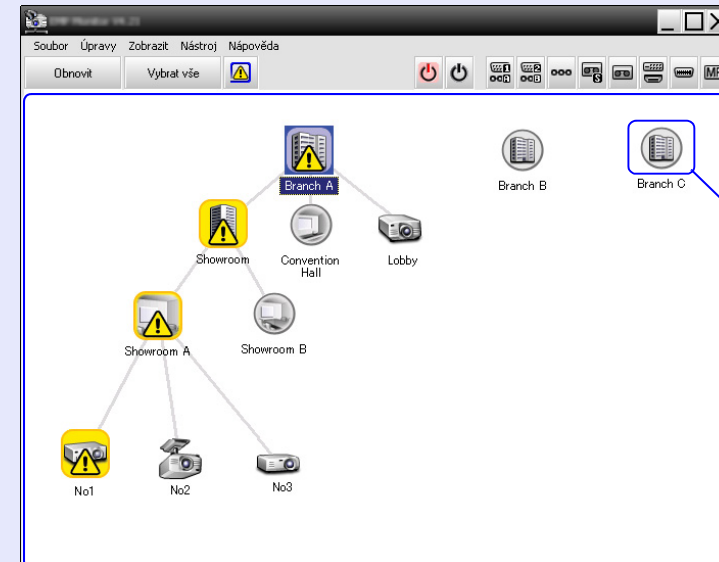 Soubor Úpravy Zobrazit Nástroj Nápověda
Obnovit Vybrat vše
Branch A
Branch B
Branch C
Showroom
Convention
Hall
Lobby
Showroom A
Showroom B
No1
No2
No3